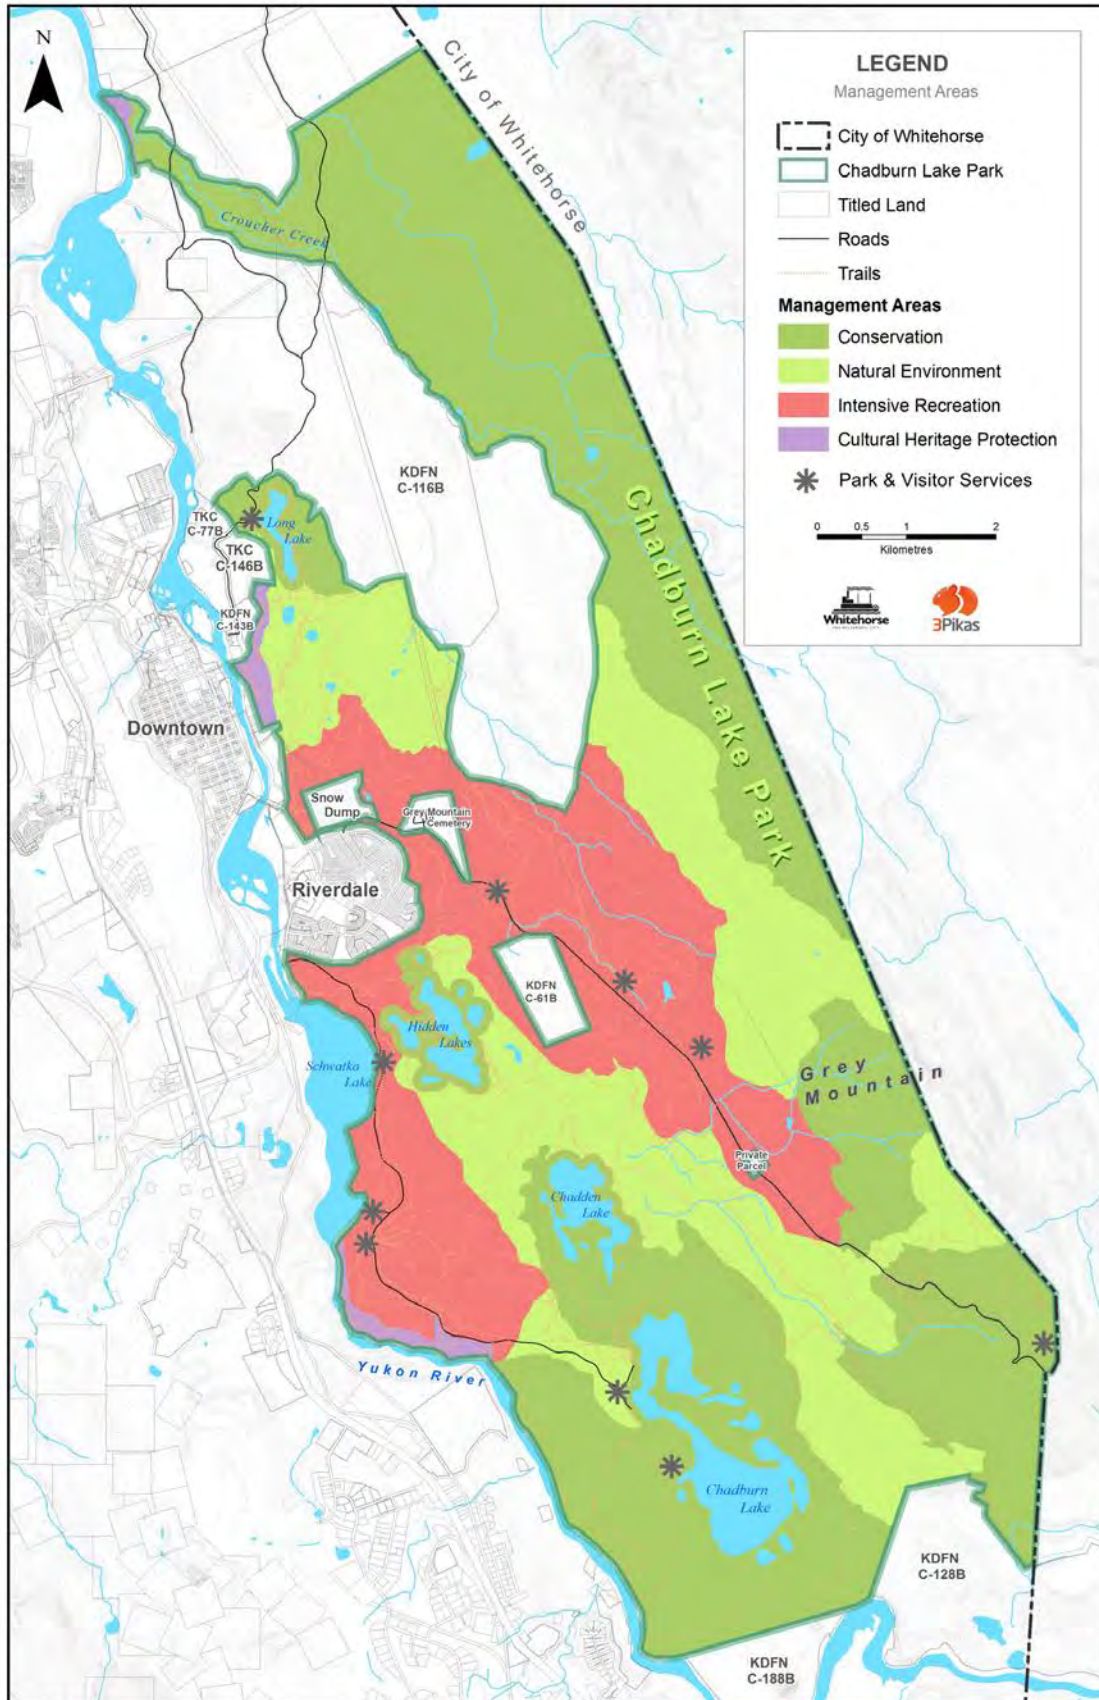 N
City of Whitehorse
LEGEND
Management Areas
City of Whitehorse
Chadburn Lake Park
Titled Land
Roads
Trails
Management Areas
Conservation
Natural Environment
Intensive Recreation
Cultural Heritage Protection
Park & Visitor Services
0 0.5 1 2
Kilometres
Whitehorse
3Pikas
Croucher Creek
KDFN
C-116B
Chadburn Lake Park
TKC
C-77B
Long
Lake
TKC
C-146B
KDFN
C-143B
Downtown
Snow
Dump
Grey Mountain
Cemetery
Riverdale
KDFN
C-61B
Hidden
Lakes
Schwatka
Lake
Grey
Mountain
Private
Parcel
Chadden
Lake
Yukon River
Chadburn
Lake
KDFN
C-128B
KDFN
C-188B